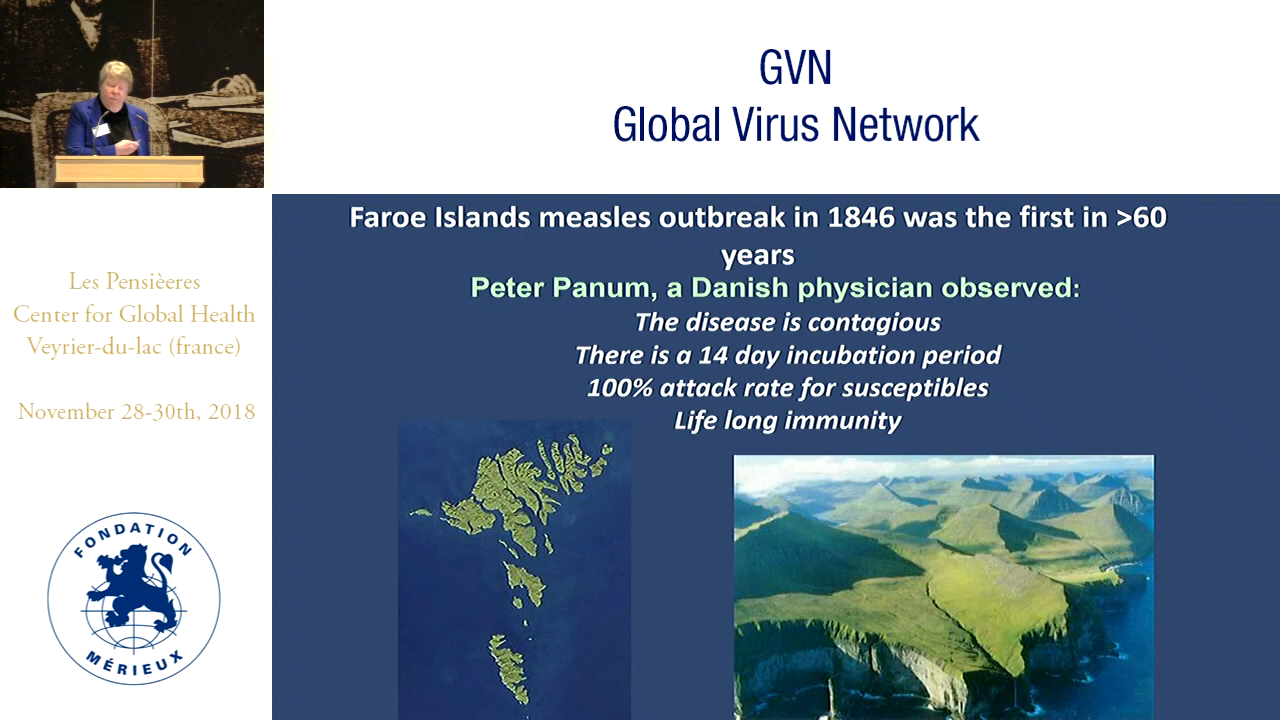 GVN
Global Virus Network
Les Pensièeres
Center for Global Health
Veyrier-du-lac (france)
November 28-30th, 2018
FONDATION
MÉRIEUX
Faroe Islands measles outbreak in 1846 was the first in >60
years
Peter Panum, a Danish physician observed:
The disease is contagious
There is a 14 day incubation period
100% attack rate for susceptibles
Life long immunity